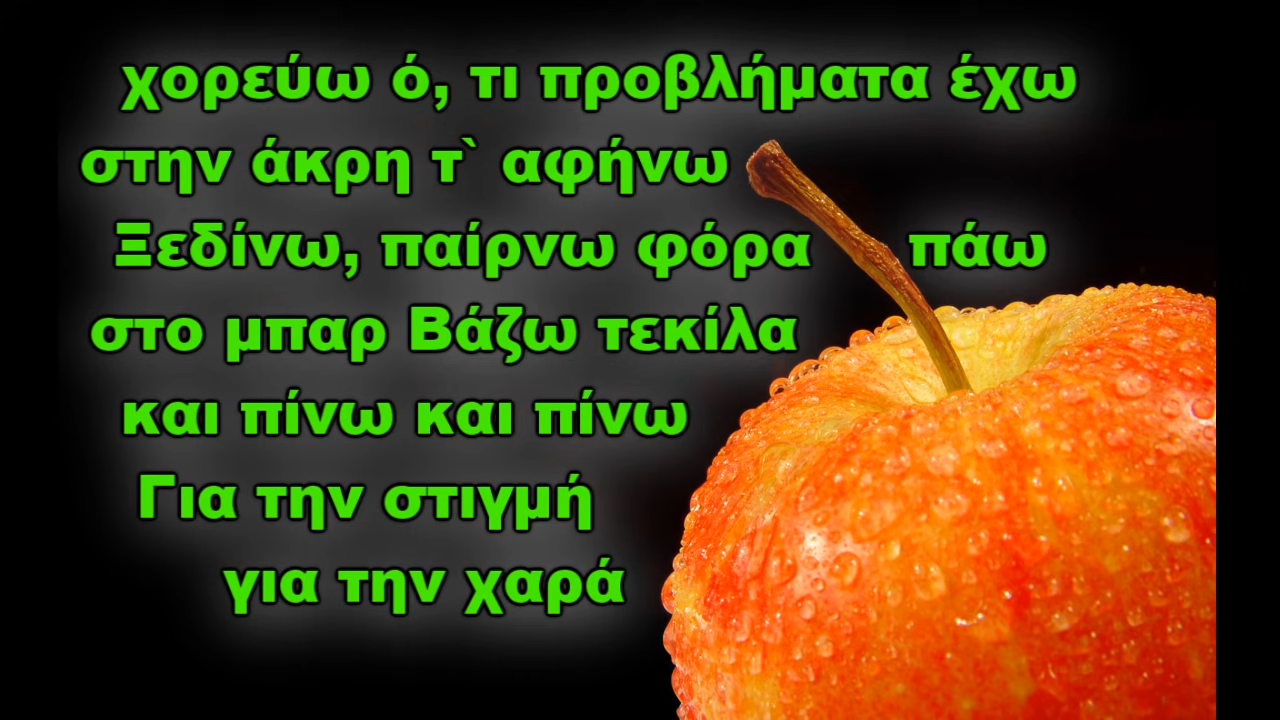 χορεύω ό, τι προβλήματα έχω
στην άκρη τ` αφήνω
Ξεδίνω, παίρνω φόρα πάω
στο μπαρ Βάζω τεκίλα
και πίνω και πίνω
Για την στιγμή
για την χαρά